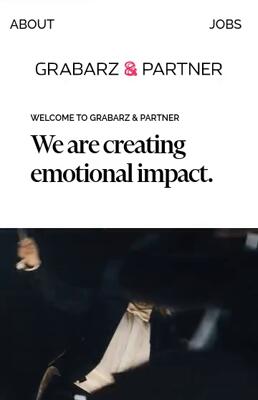 ABOUT JOBS
GRABARZ & PARTNER
WELCOME TO GRABARZ & PARTNER
We are creating
emotional impact.